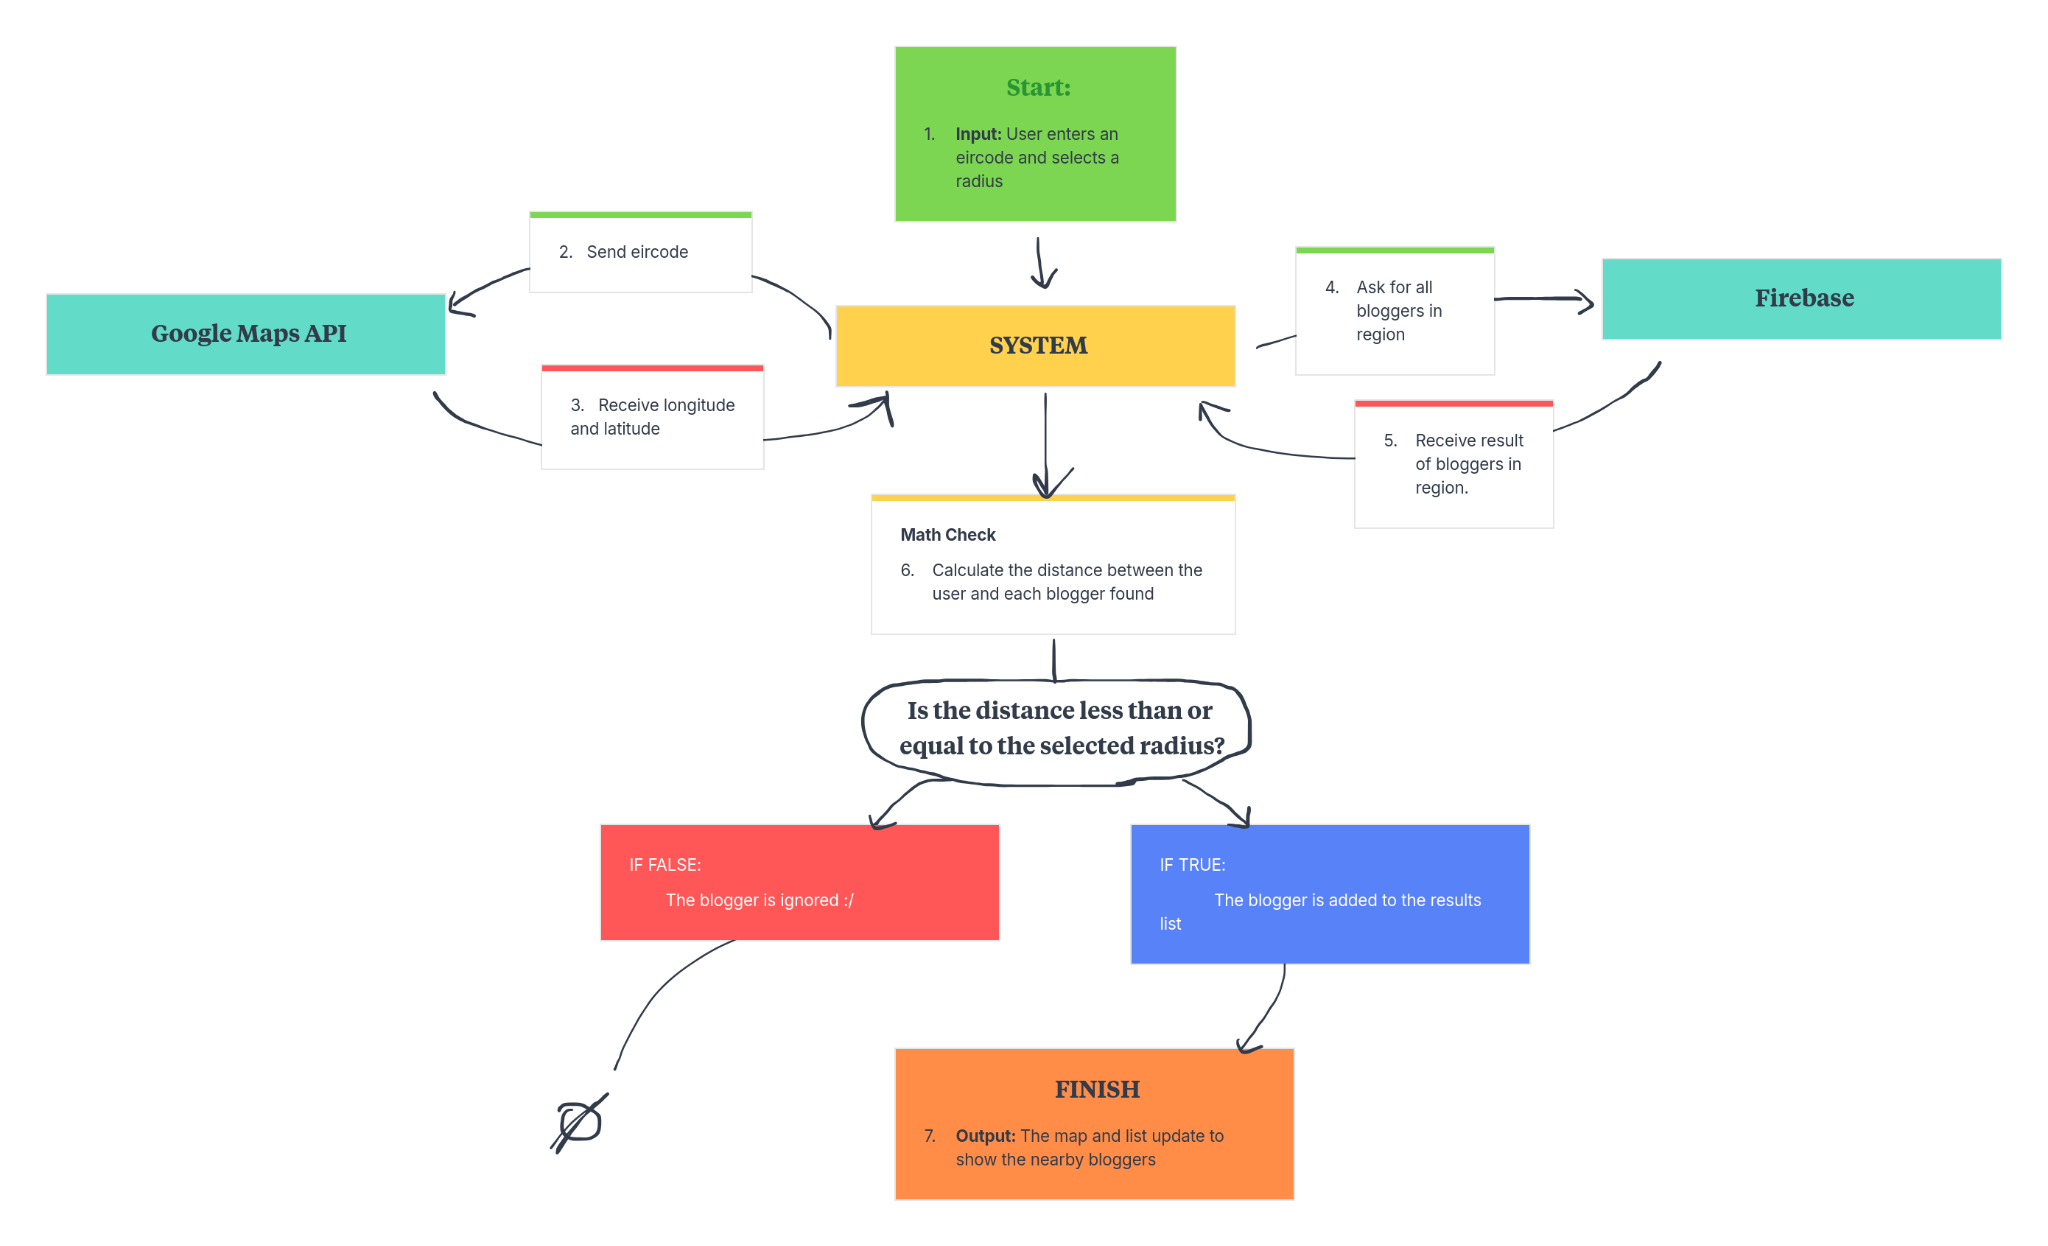 Start:
1. Input: User enters an
eircode and selects a
radius
2. Send eircode
4. Ask for all
bloggers in
region
Firebase
Google Maps API
SYSTEM
3. Receive longitude
and latitude
5. Receive result
of bloggers in
region.
Math Check
6. Calculate the distance between the
user and each blogger found
Is the distance less than or
equal to the selected radius?
IF FALSE:
The blogger is ignored :/
IF TRUE:
The blogger is added to the results
list
FINISH
7. Output: The map and list update to
show the nearby bloggers